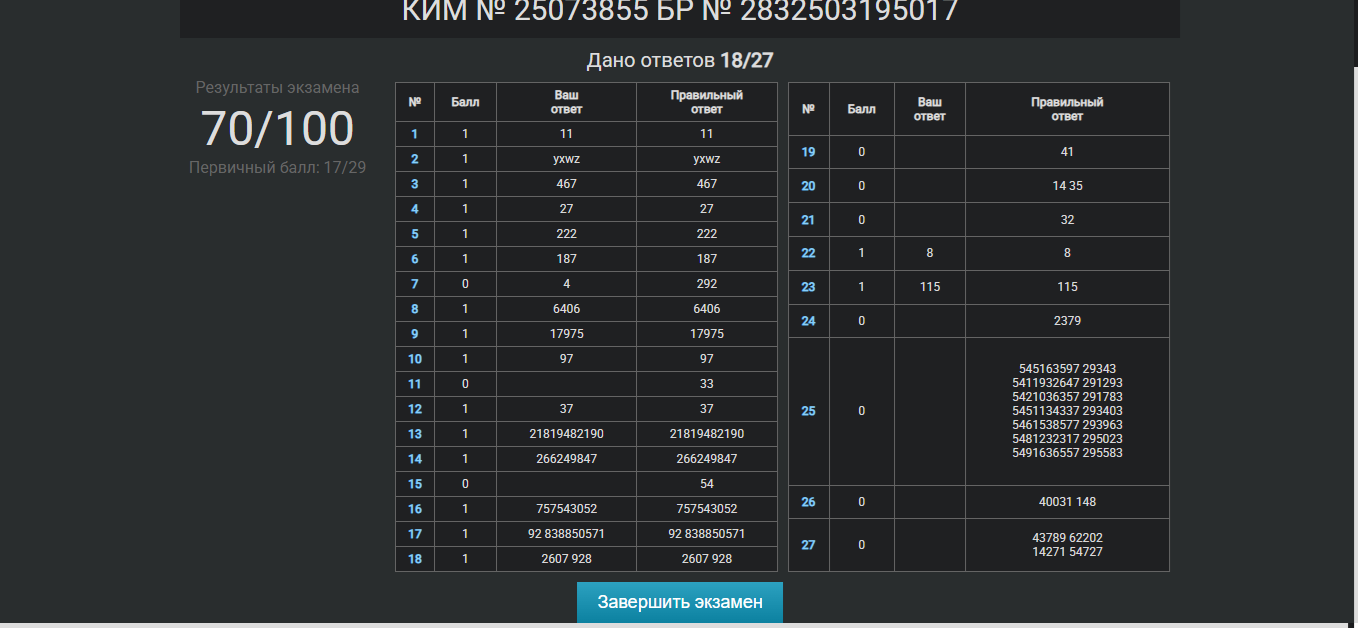 КИМ № 25073855 БР № 2832503195017
Дано ответов 18/27
Результаты экзамена
70/100
Первичный балл: 17/29
№ Балл Ваш ответ Правильный ответ
1 1 11 11
2 1 yxwz yxwz
3 1 467 467
4 1 27 27
5 1 222 222
6 1 187 187
7 0 4 292
8 1 6406 6406
9 1 17975 17975
10 1 97 97
11 0 33
12 1 37 37
13 1 21819482190 21819482190
14 1 266249847 266249847
15 0 54
16 1 757543052 757543052
17 1 92 838850571 92 838850571
18 1 2607 928 2607 928
№ Балл Ваш ответ Правильный ответ
19 0 41
20 0 14 35
21 0 32
22 1 8 8
23 1 115 115
24 0 2379
25 0
545163597 29343
5411932647 291293
5421036357 291783
5451134337 293403
5461538577 293963
5481232317 295023
5491636557 295583
26 0 40031 148
27 0
43789 62202
14271 54727
Завершить экзамен